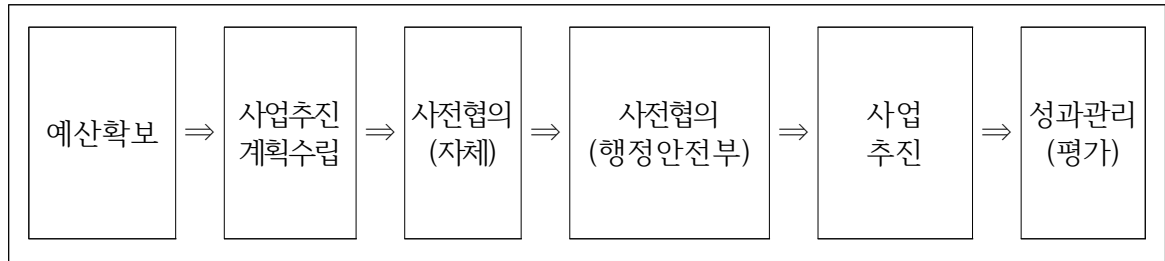 예산확보 ⇒ 사업추진 계획수립 ⇒ 사전협의 (자체) ⇒ 사전협의 (행정안전부) ⇒ 사업 추진 ⇒ 성과관리 (평가)